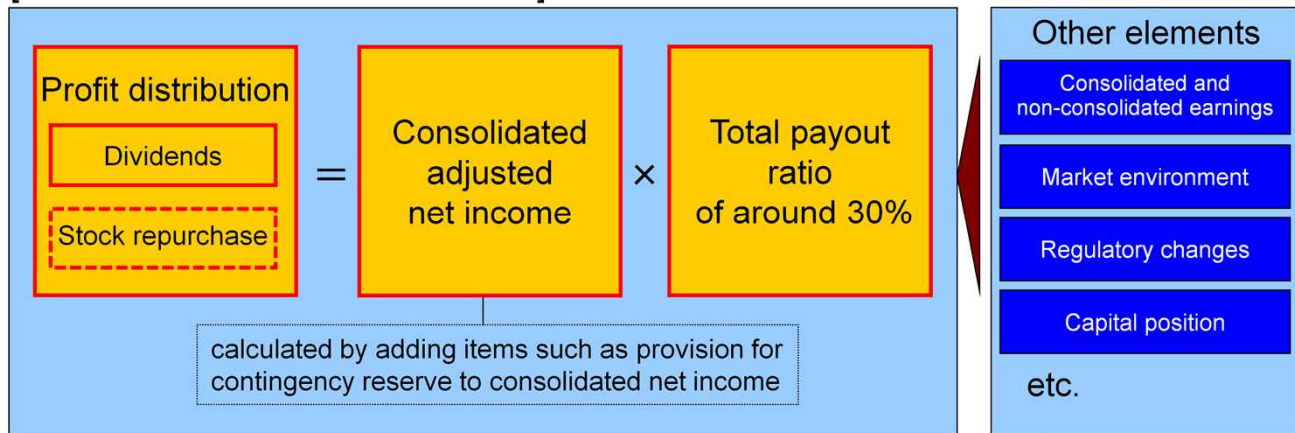 Profit distribution
Dividends
Stock repurchase
=
Consolidated
adjusted
net income
×
Total payout
ratio
of around 30%
calculated by adding items such as provision for
contingency reserve to consolidated net income
Other elements
Consolidated and
non-consolidated earnings
Market environment
Regulatory changes
Capital position
etc.